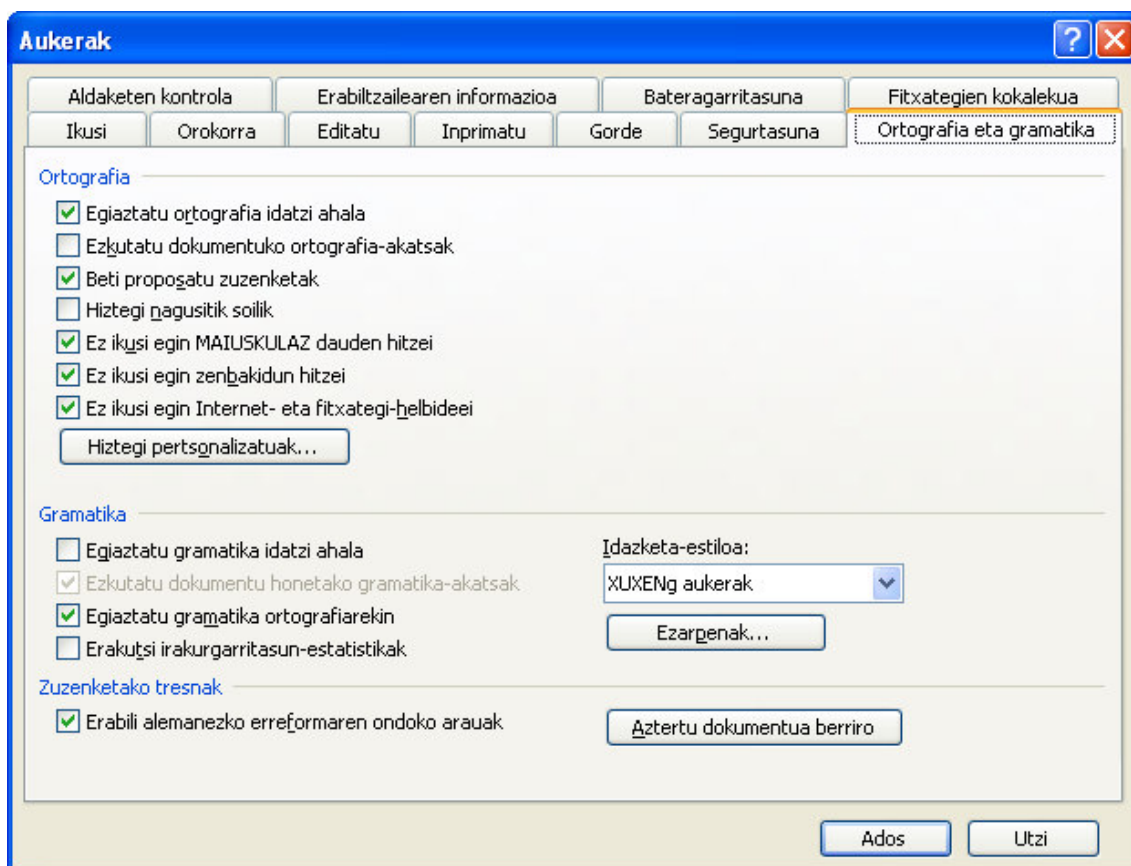 Aukerak
Aldaketen kontrola Erabiltzailearen informazioa Bateragarritasuna Fitxategien kokalekua
Ikusi Orokorra Editatu Inprimatu Gorde Segurtasuna Ortografia eta gramatika
Ortografia
Egiaztatu ortografia idatzi ahala
Ezkutatu dokumentuko ortografia-akatsak
Beti proposatu zuzenketak
Hiztegi nagusitik soilik
Ez ikusi egin MAIUSKULAZ dauden hitzei
Ez ikusi egin zenbakidun hitzei
Ez ikusi egin Internet- eta fitxategi-helbideei
Hiztegi pertsonalizatuak...
Gramatika
Egiaztatu gramatika idatzi ahala
Ezkutatu dokumentu honetako gramatika-akatsak
Egiaztatu gramatika ortografiarekin
Erakutsi irakurgarritasun-estatistikak
Idazketa-estiloa:
XUXENg aukerak
Ezarpenak...
Zuzenketako tresnak
Erabili alemanezko erreformaren ondoko arauak
Aztertu dokumentua berriro
Ados Utzi